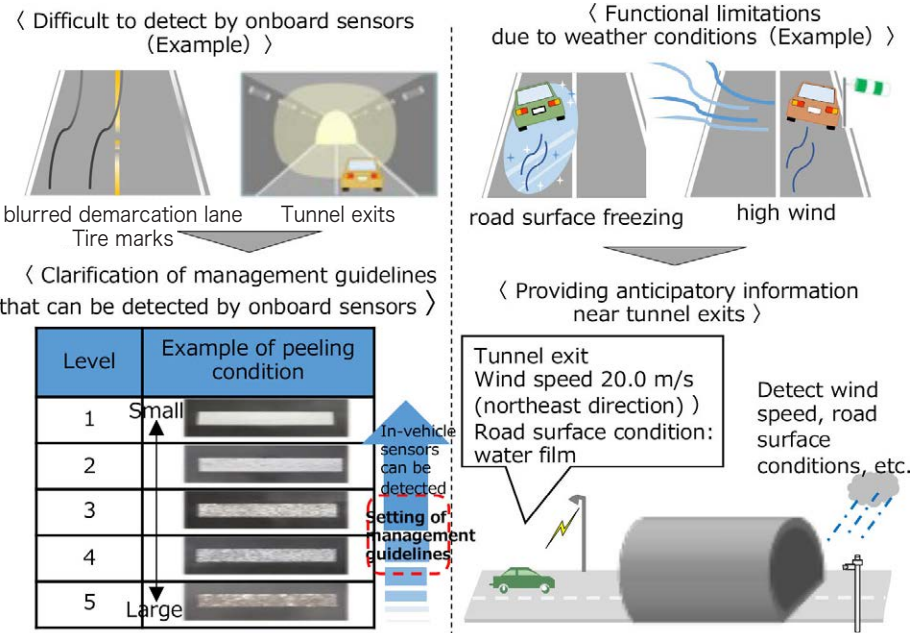 〈 Difficult to detect by onboard sensors
（Example）〉
blurred demarcation lane
Tire marks
Tunnel exits
〈 Clarification of management guidelines
that can be detected by onboard sensors 〉
Level
Example of peeling
condition
1
2
3
4
5
Small
Large
In-vehicle
sensors
can be
detected
Setting of
management
guidelines
〈 Functional limitations
due to weather conditions（Example）〉
road surface freezing
high wind
〈 Providing anticipatory information
near tunnel exits 〉
Tunnel exit
Wind speed 20.0 m/s
(northeast direction) ）
Road surface condition:
water film
Detect wind
speed, road
surface
conditions, etc.